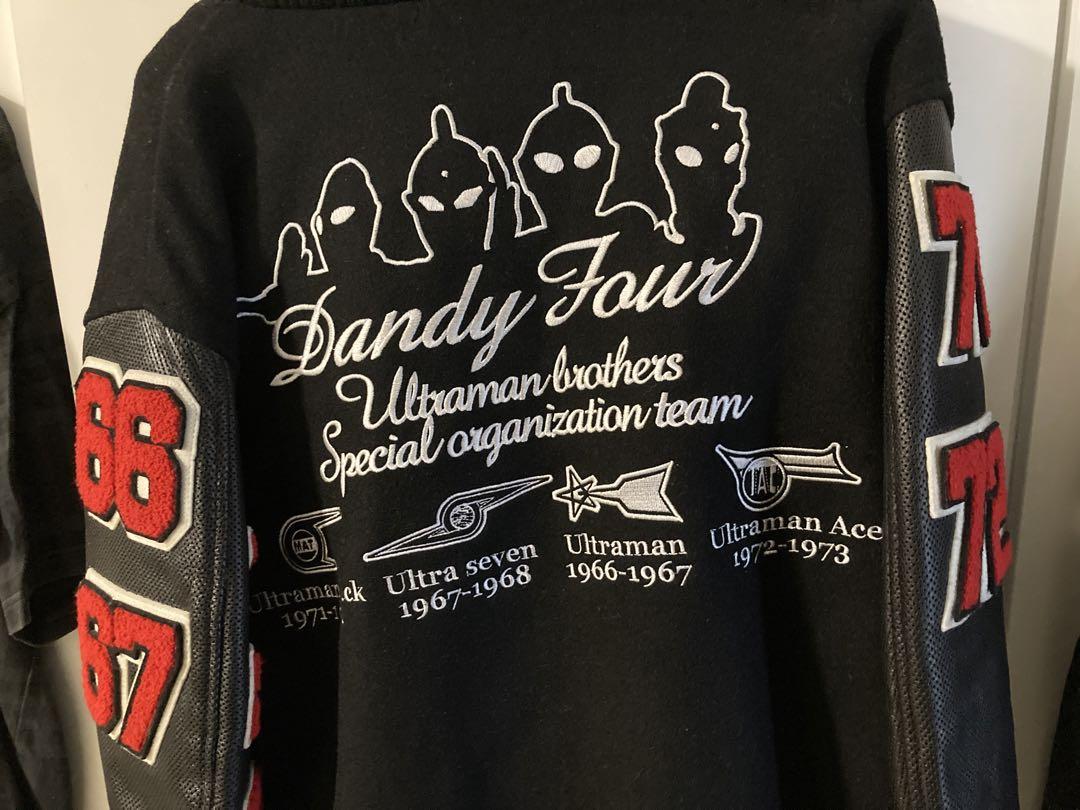 Dandy Four
Ultraman brothers
Special organization team
MAT
TAC
Ultra seven
1967-1968
Ultraman
1966-1967
Ultraman Ace
1972-1973
66
67
72